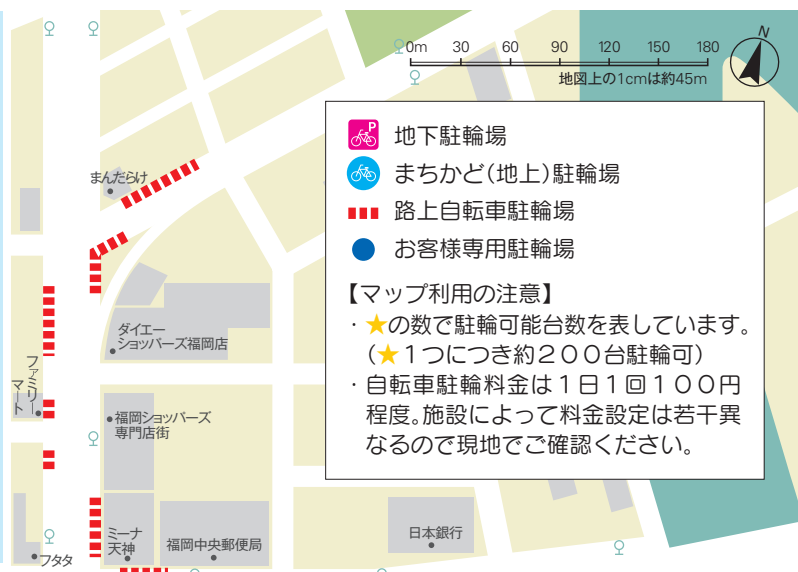 0m 30 60 90 120 150 180
N
地図上の1cmは約45m
P
地下駐輪場
まちかど(地上)駐輪場
路上自転車駐輪場
お客様専用駐輪場
【マップ利用の注意】
・★の数で駐輪可能台数を表しています。
(★1つにつき約200台駐輪可)
・自転車駐輪料金は1日1回100円
程度。施設によって料金設定は若干異
なるので現地でご確認ください。
まんだらけ
ダイエー
ショッパーズ福岡店
ファミリー
マート
福岡ショッパーズ
専門店街
ミーナ
天神
福岡中央郵便局
日本銀行
フタタ